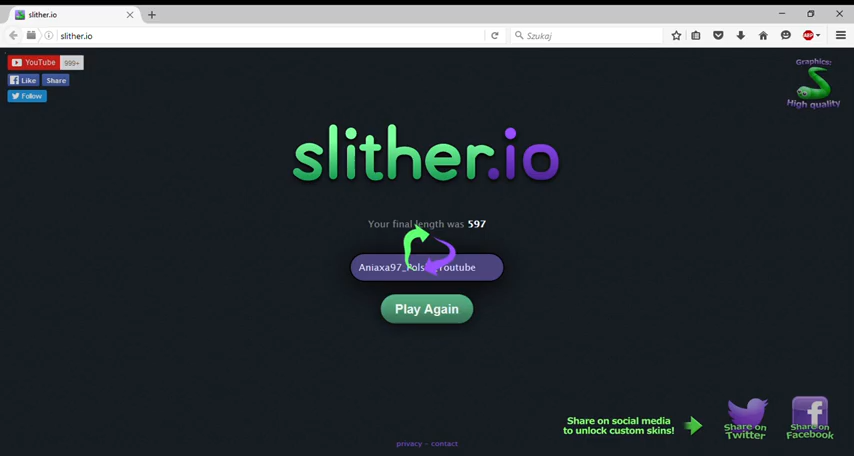 slither.io
slither.io
Szukaj
ABP
YouTube 999+
Like Share
Follow
Graphics:
High quality
slither.io
Your final length was 597
Play Again
Share on social media
to unlock custom skins!
Share on
Twitter
Share on
Facebook
privacy - contact